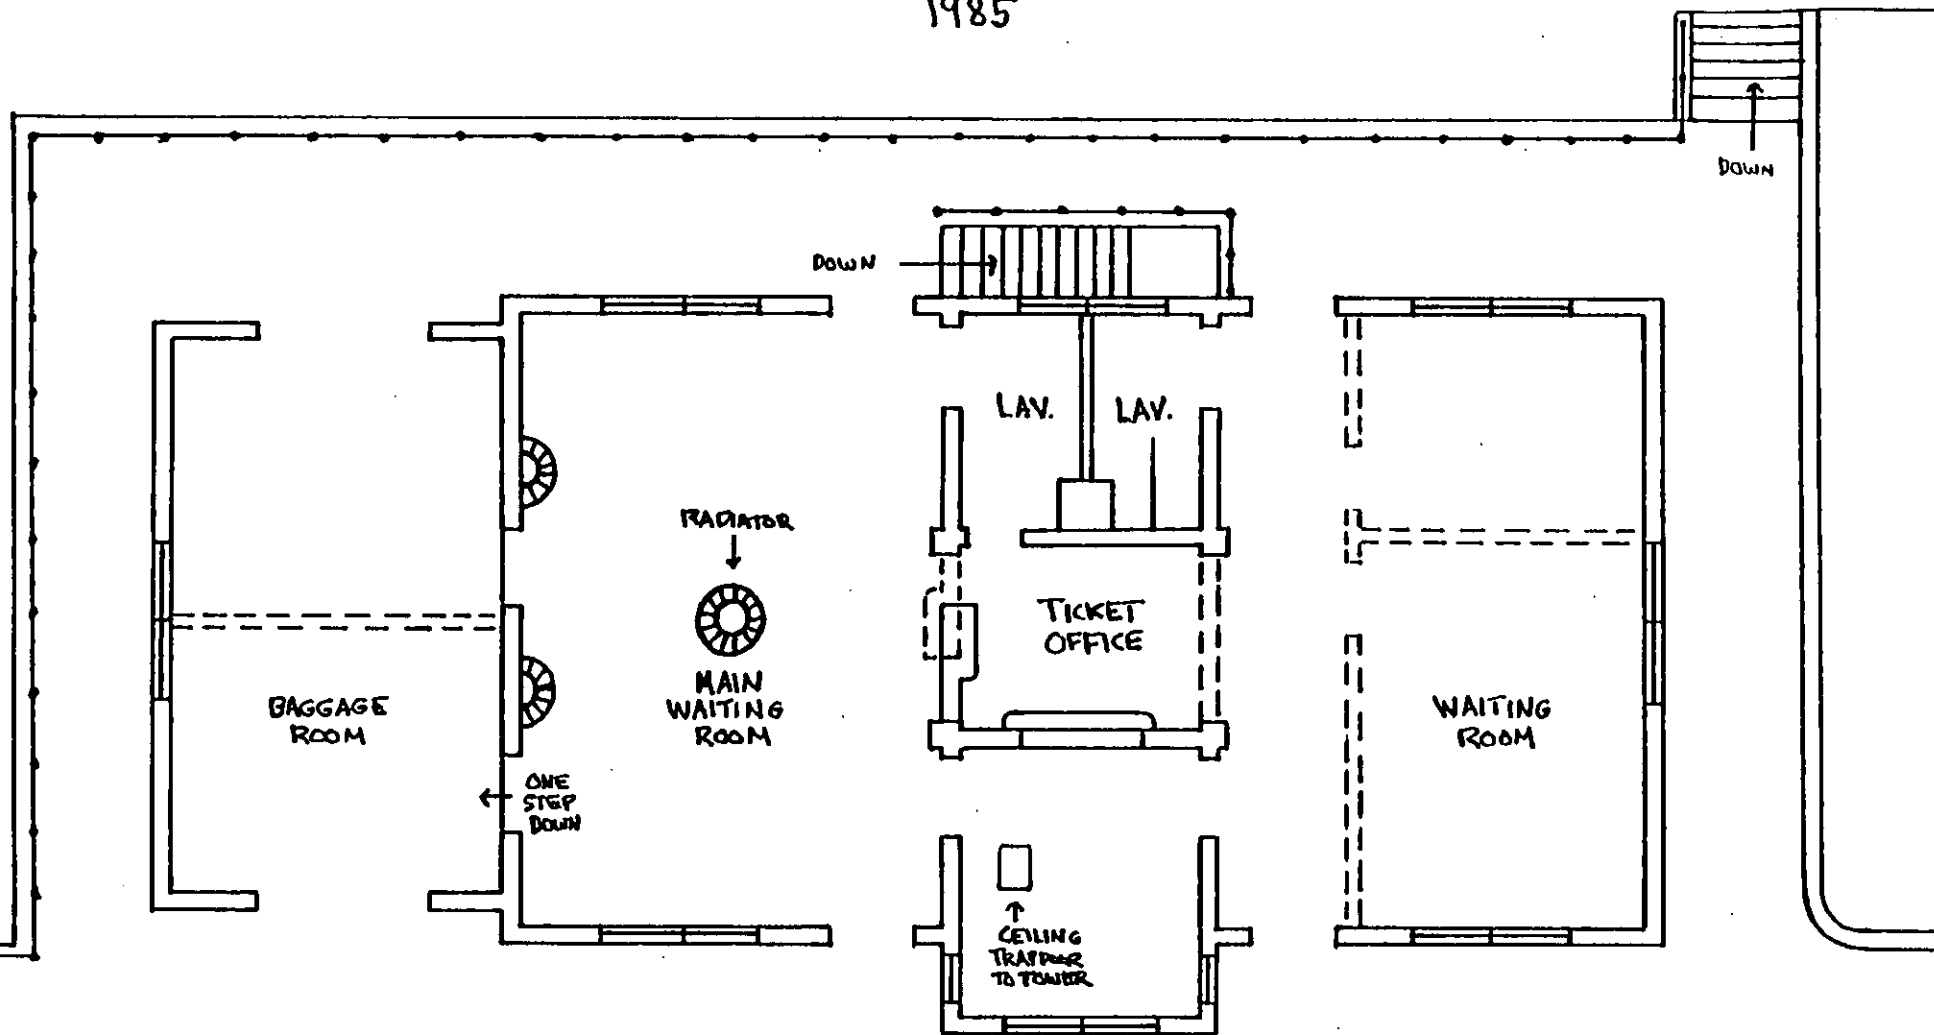 1985
DOWN
DOWN
LAV.
LAV.
RADIATOR
TICKET
OFFICE
MAIN
WAITING
ROOM
BAGGAGE
ROOM
WAITING
ROOM
ONE
STEP
DOWN
CEILING
TRAPDOOR
TO TOWER